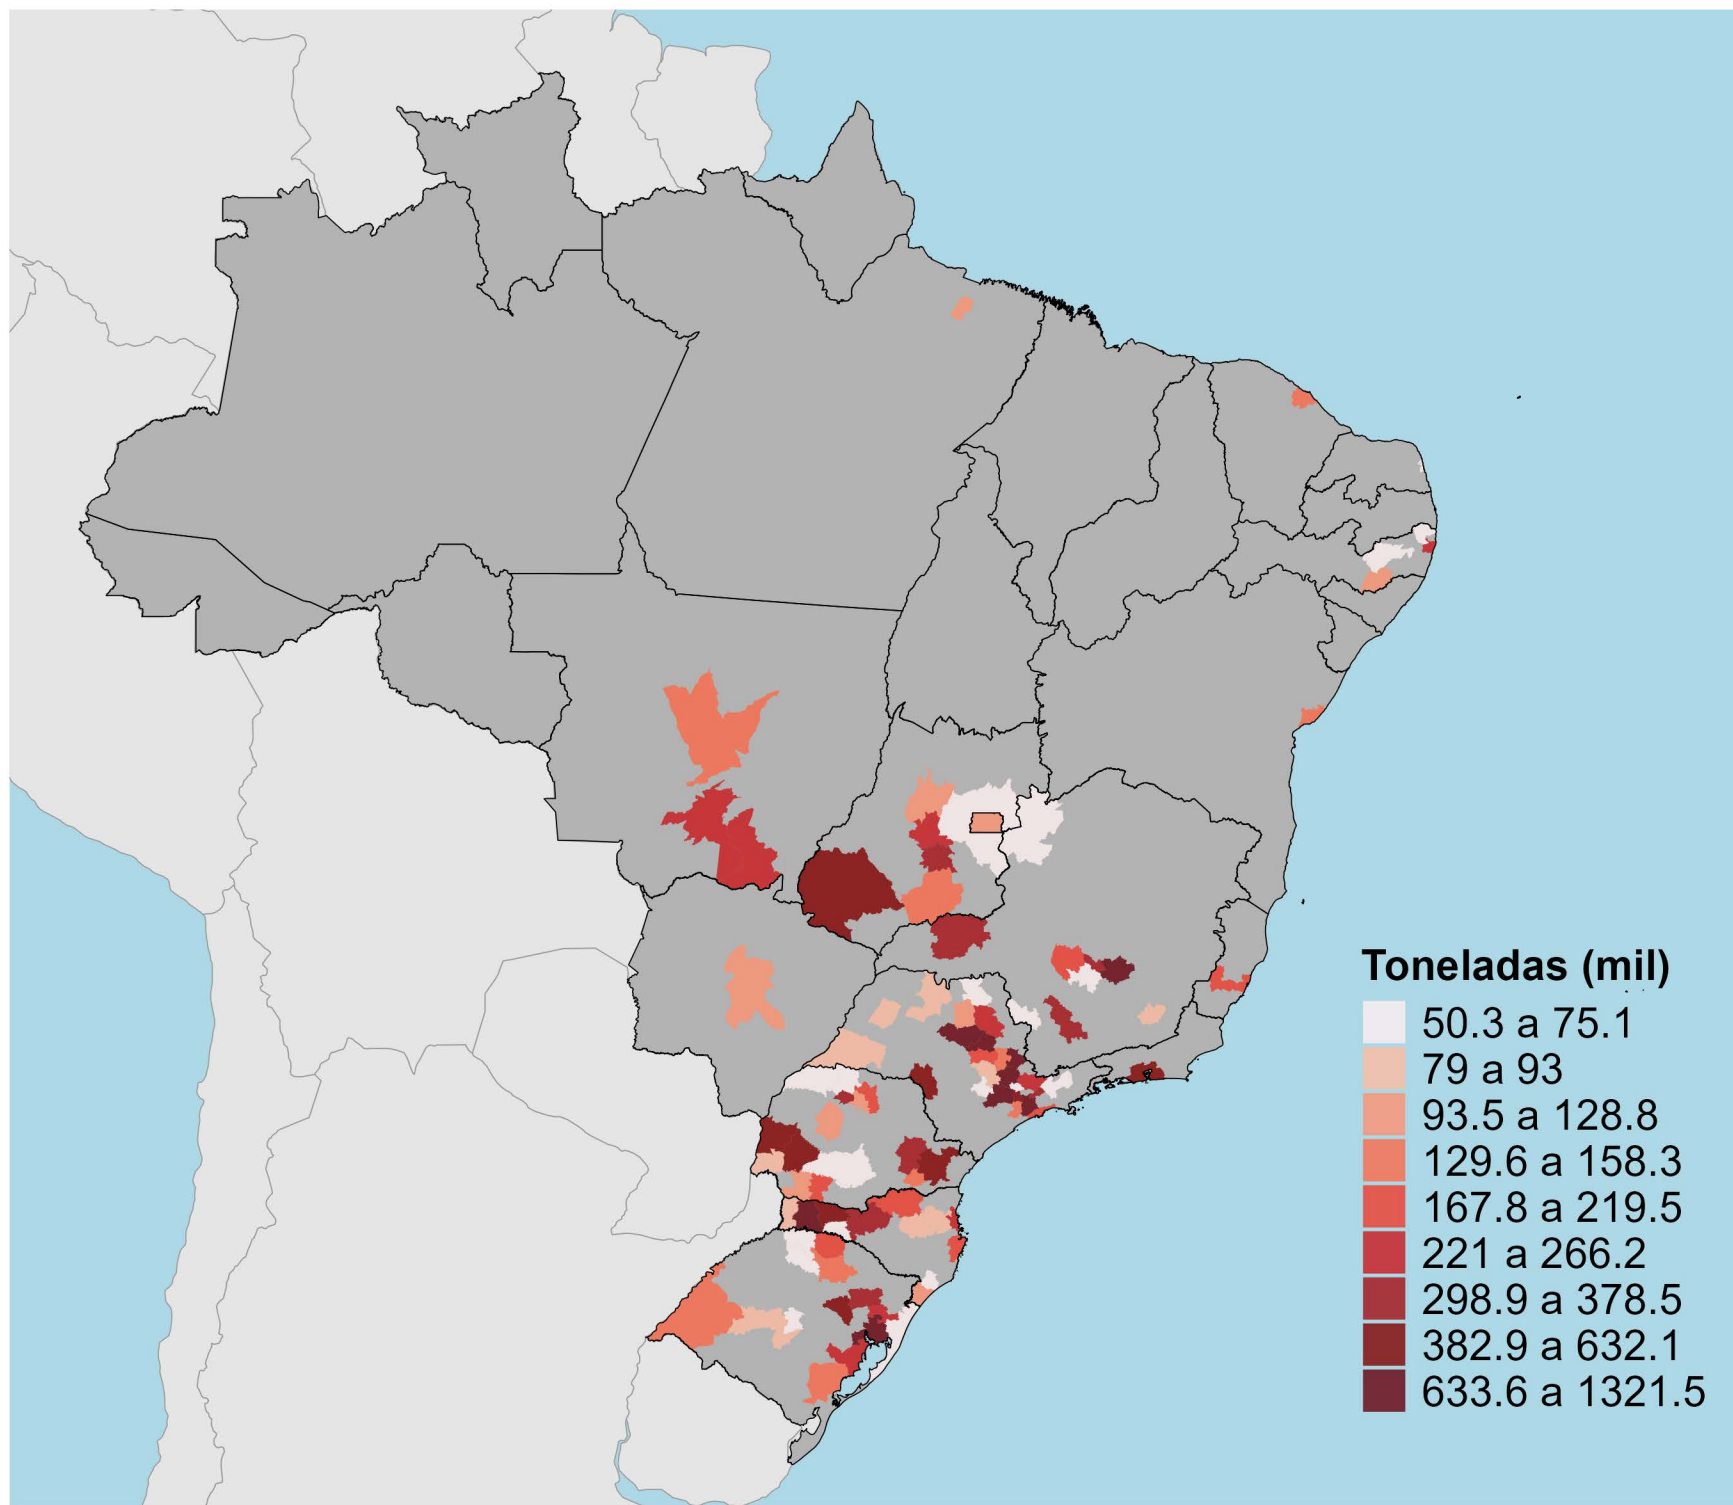 Toneladas (mil)
50.3 a 75.1
79 a 93
93.5 a 128.8
129.6 a 158.3
167.8 a 219.5
221 a 266.2
298.9 a 378.5
382.9 a 632.1
633.6 a 1321.5